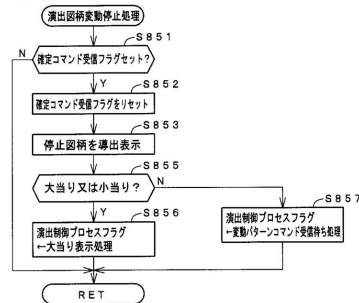 演出図柄変動停止処理
S851
N
確定コマンド受信フラグセット?
Y
S852
確定コマンド受信フラグをリセット
S853
停止図柄を導出表示
S855
大当り又は小当り?
N
Y
S856
S857
演出制御プロセスフラグ
←大当り表示処理
演出制御プロセスフラグ
←変動パターンコマンド受信待ち処理
RET